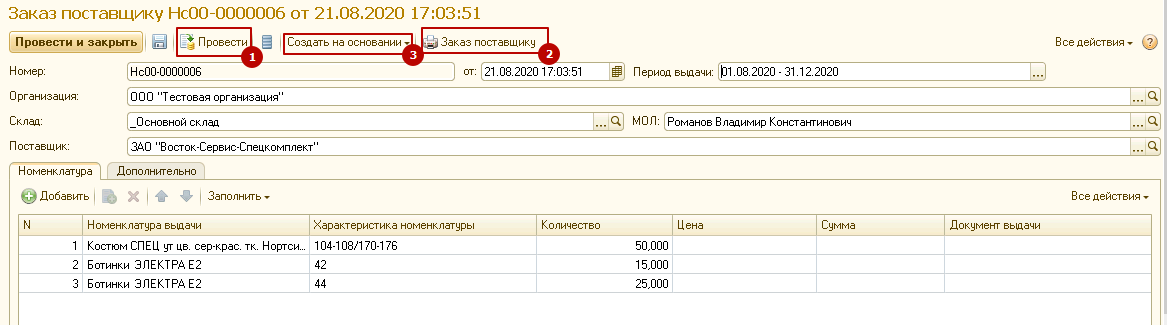 Заказ поставщику Нс00-0000006 от 21.08.2020 17:03:51
Провести и закрыть Провести Создать на основании Заказ поставщику Все действия ?
1 3 2
Номер: Нс00-0000006 от: 21.08.2020 17:03:51 Период выдачи: 01.08.2020 - 31.12.2020 ...
Организация: ООО "Тестовая организация" ...
Склад: _Основной склад ... МОЛ: Романов Владимир Константинович ...
Поставщик: ЗАО "Восток-Сервис-Спецкомплект" ...
Номенклатура Дополнительно
Добавить Заполнить Все действия
N Номенклатура выдачи Характеристика номенклатуры Количество Цена Сумма Документ выдачи
1 Костюм СПЕЦ ут цв. сер-крас. тк. Нортси... 104-108/170-176 50,000
2 Ботинки ЭЛЕКТРА Е2 42 15,000
3 Ботинки ЭЛЕКТРА Е2 44 25,000